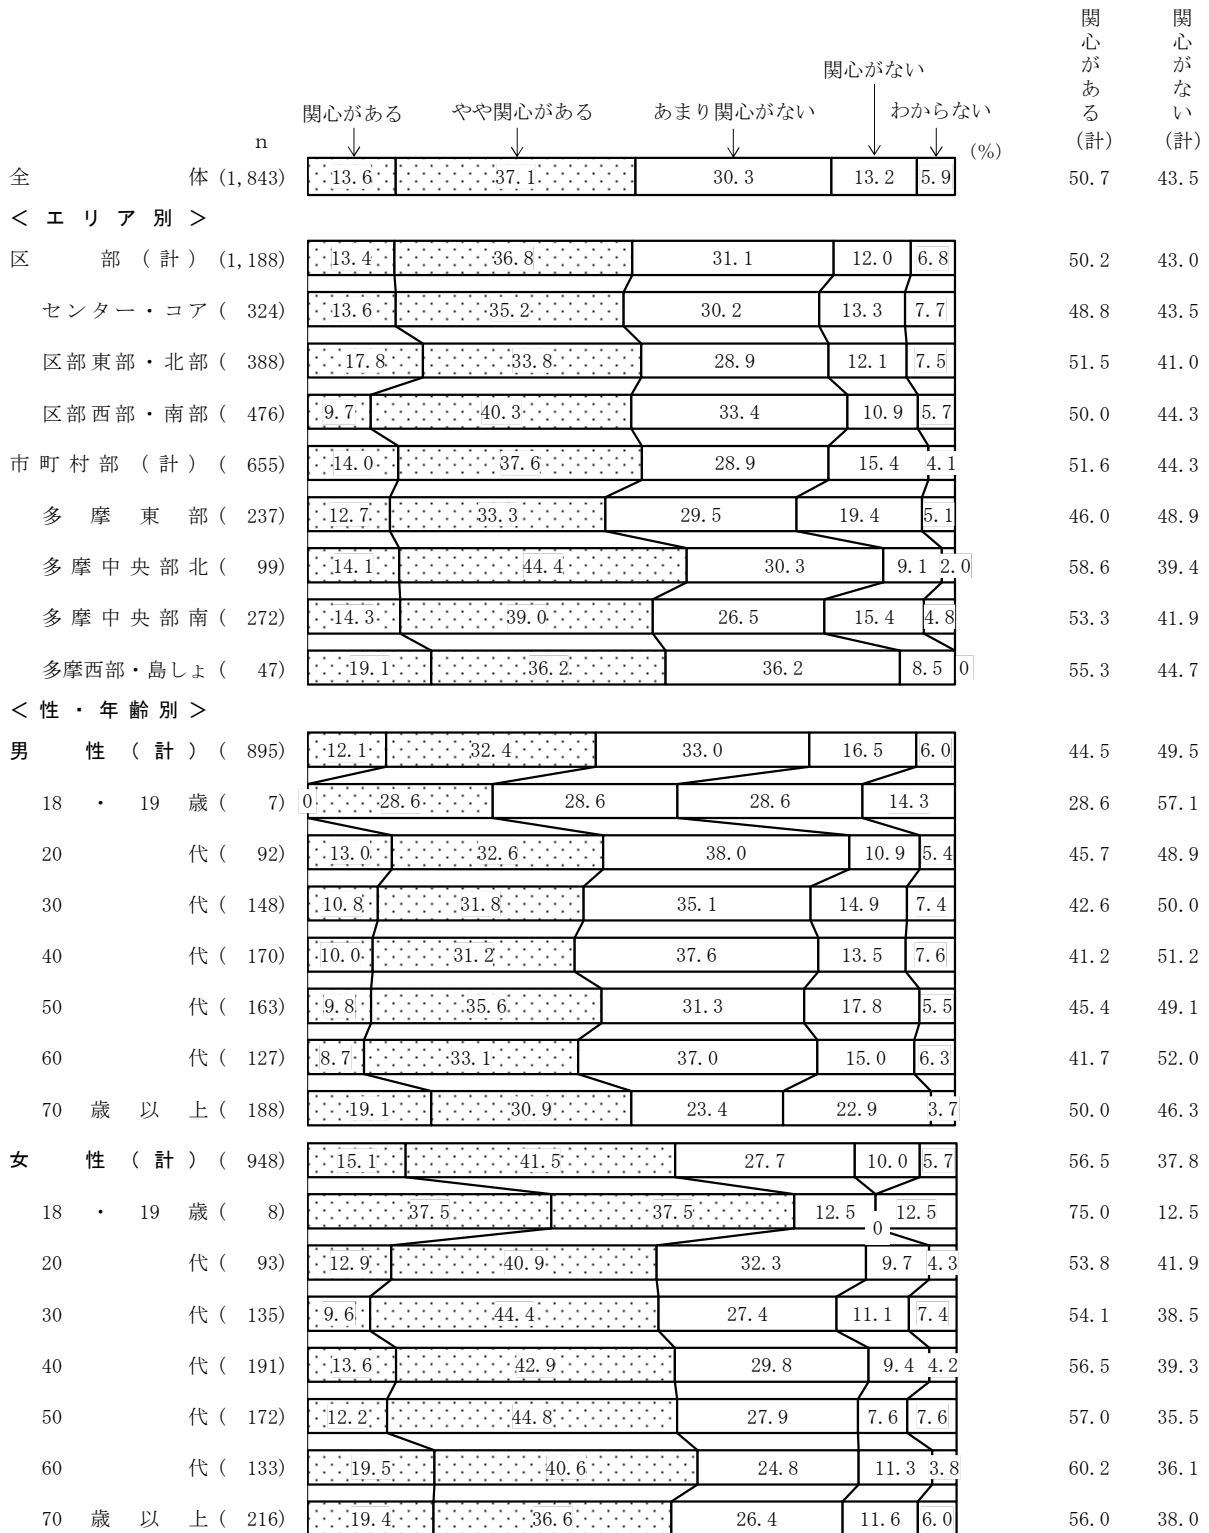 関心がある(計) 関心がない(計)
関心がない
関心がある やや関心がある あまり関心がない わからない
n (%)
全体 (1,843) 13.6 37.1 30.3 13.2 5.9 50.7 43.5
＜エリア別＞
区部(計) (1,188) 13.4 36.8 31.1 12.0 6.8 50.2 43.0
センター・コア ( 324) 13.6 35.2 30.2 13.3 7.7 48.8 43.5
区部東部・北部 ( 388) 17.8 33.8 28.9 12.1 7.5 51.5 41.0
区部西部・南部 ( 476) 9.7 40.3 33.4 10.9 5.7 50.0 44.3
市町村部(計) ( 655) 14.0 37.6 28.9 15.4 4.1 51.6 44.3
多摩東部 ( 237) 12.7 33.3 29.5 19.4 5.1 46.0 48.9
多摩中央部北 ( 99) 14.1 44.4 30.3 9.1 2.0 58.6 39.4
多摩中央部南 ( 272) 14.3 39.0 26.5 15.4 4.8 53.3 41.9
多摩西部・島しょ ( 47) 19.1 36.2 36.2 8.5 0 55.3 44.7
＜性・年齢別＞
男性(計) ( 895) 12.1 32.4 33.0 16.5 6.0 44.5 49.5
18・19歳 ( 7) 0 28.6 28.6 28.6 14.3 28.6 57.1
20代 ( 92) 13.0 32.6 38.0 10.9 5.4 45.7 48.9
30代 ( 148) 10.8 31.8 35.1 14.9 7.4 42.6 50.0
40代 ( 170) 10.0 31.2 37.6 13.5 7.6 41.2 51.2
50代 ( 163) 9.8 35.6 31.3 17.8 5.5 45.4 49.1
60代 ( 127) 8.7 33.1 37.0 15.0 6.3 41.7 52.0
70歳以上 ( 188) 19.1 30.9 23.4 22.9 3.7 50.0 46.3
女性(計) ( 948) 15.1 41.5 27.7 10.0 5.7 56.5 37.8
18・19歳 ( 8) 37.5 37.5 12.5 0 12.5 75.0 12.5
20代 ( 93) 12.9 40.9 32.3 9.7 4.3 53.8 41.9
30代 ( 135) 9.6 44.4 27.4 11.1 7.4 54.1 38.5
40代 ( 191) 13.6 42.9 29.8 9.4 4.2 56.5 39.3
50代 ( 172) 12.2 44.8 27.9 7.6 7.6 57.0 35.5
60代 ( 133) 19.5 40.6 24.8 11.3 3.8 60.2 36.1
70歳以上 ( 216) 19.4 36.6 26.4 11.6 6.0 56.0 38.0